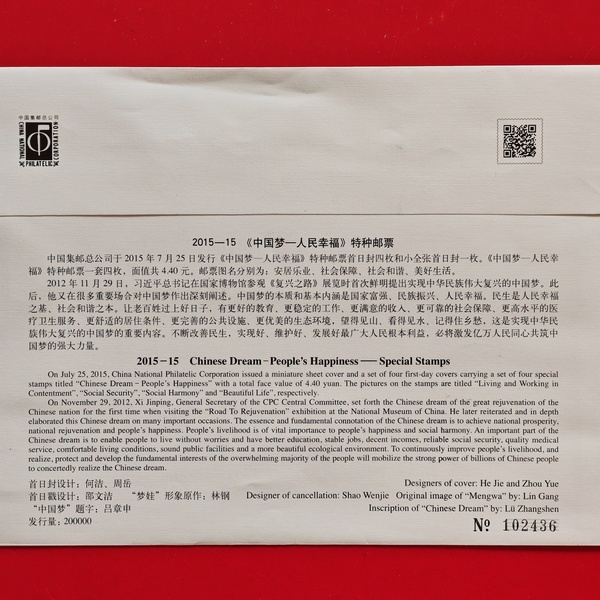 中国集邮总公司
CHINA NATIONAL
PHILATELIC
CORPORATION
2015—15 《中国梦—人民幸福》特种邮票
中国集邮总公司于 2015 年 7 月 25 日发行《中国梦—人民幸福》特种邮票首日封四枚和小全张首日封一枚。《中国梦—人民幸
福》特种邮票一套四枚，面值共 4.40 元。邮票图名分别为：安居乐业、社会保障、社会和谐、美好生活。
2012 年 11 月 29 日，习近平总书记在国家博物馆参观《复兴之路》展览时首次鲜明提出实现中华民族伟大复兴的中国梦。此
后，他又在很多重要场合对中国梦作出深刻阐述。中国梦的本质和基本内涵是国家富强、民族振兴、人民幸福。民生是人民幸福
之基、社会和谐之本。让老百姓过上好日子，有更好的教育、更稳定的工作、更满意的收入、更可靠的社会保障、更高水平的医
疗卫生服务、更舒适的居住条件、更完善的公共设施、更优美的生态环境，望得见山、看得见水、记得住乡愁，这是实现中华民
族伟大复兴的中国梦的重要内容。不断改善民生，实现好、维护好、发展好最广大人民根本利益，必将激发亿万人民同心共筑中
国梦的强大力量。
2015－15 Chinese Dream－People's Happiness —— Special Stamps
On July 25, 2015, China National Philatelic Corporation issued a miniature sheet cover and a set of four first-day covers carrying a set of four special
stamps titled "Chinese Dream－People's Happiness" with a total face value of 4.40 yuan. The pictures on the stamps are titled "Living and Working in
Contentment", "Social Security", "Social Harmony" and "Beautiful Life", respectively.
On November 29, 2012, Xi Jinping, General Secretary of the CPC Central Committee, set forth the Chinese dream of the great rejuvenation of the
Chinese nation for the first time when visiting the "Road To Rejuvenation" exhibition at the National Museum of China. He later reiterated and in depth
elaborated this Chinese dream on many important occasions. The essence and fundamental connotation of the Chinese dream is to achieve national prosperity,
national rejuvenation and people's happiness. People's livelihood is of vital importance to people's happiness and social harmony. An important part of the
Chinese dream is to enable people to live without worries and have better education, stable jobs, decent incomes, reliable social security, quality medical
service, comfortable living conditions, sound public facilities and a more beautiful ecological environment. To continuously improve people's livelihood, and
realize, protect and develop the fundamental interests of the overwhelming majority of the people will mobilize the strong power of billions of Chinese people
to concertedly realize the Chinese dream.
首日封设计：何洁、周岳 Designers of cover: He Jie and Zhou Yue
首日戳设计：邵文洁 “梦娃”形象原作：林钢 Designer of cancellation: Shao Wenjie Original image of "Mengwa" by: Lin Gang
“中国梦”题字：吕章申 Inscription of "Chinese Dream" by: Lü Zhangshen
发行量：200000 № 102436